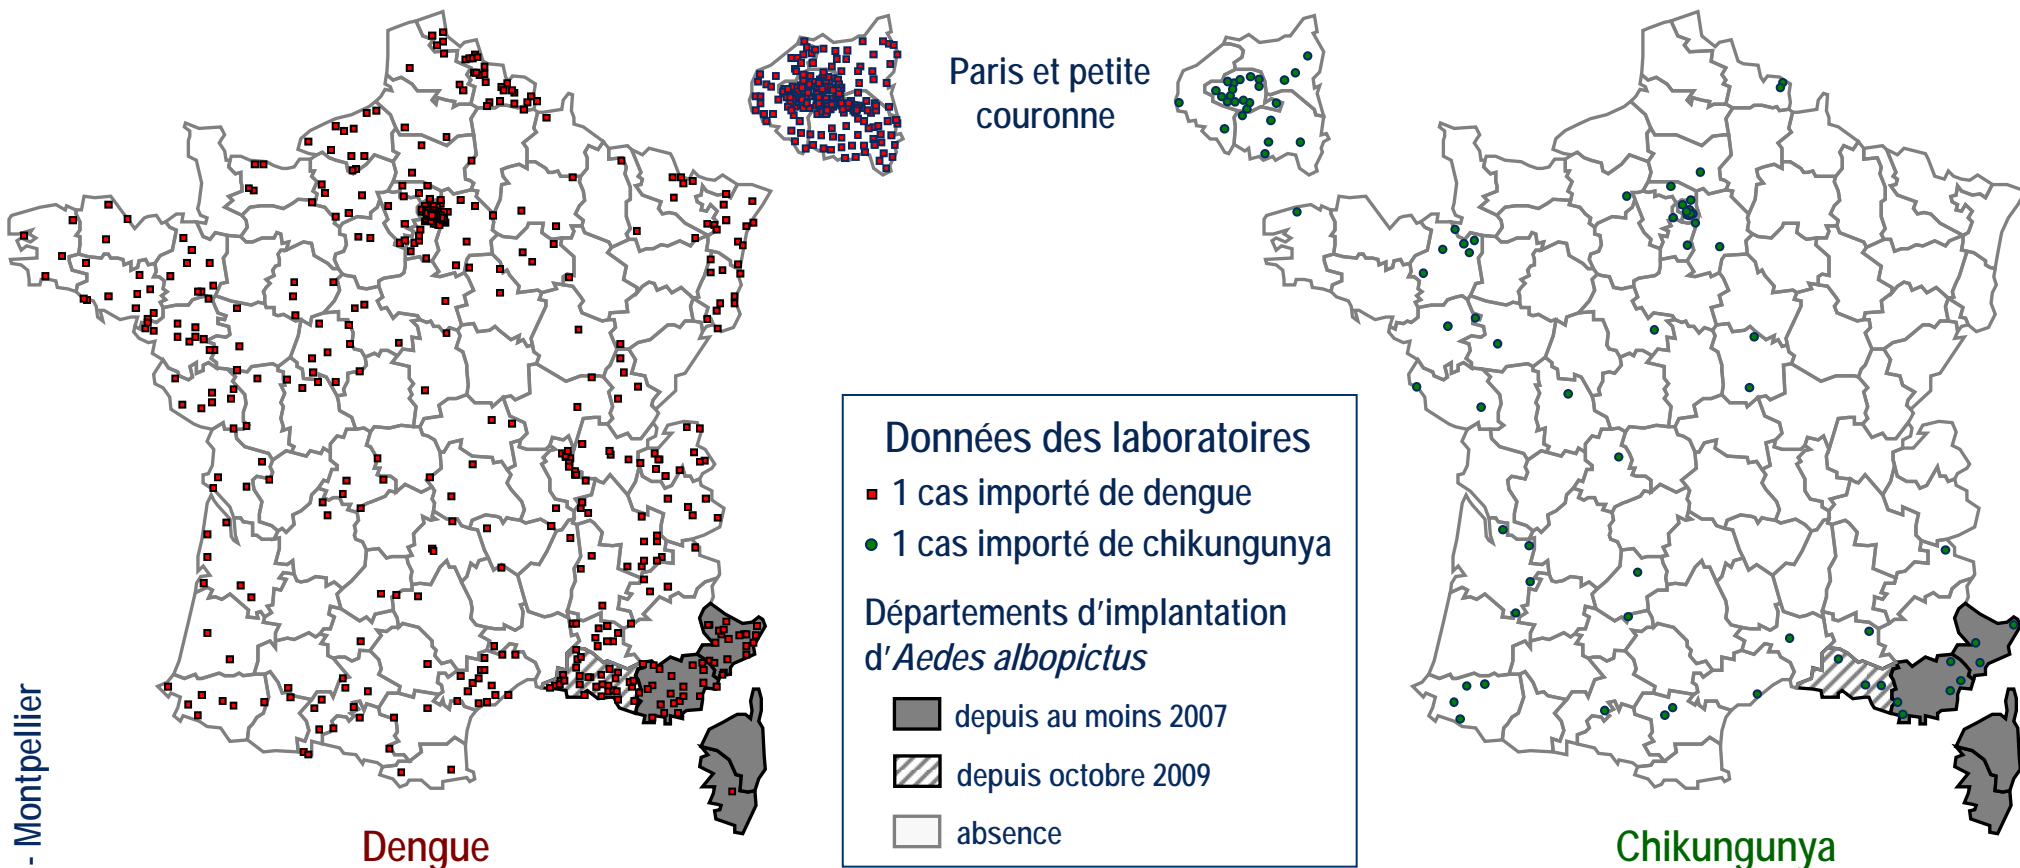 Paris et petite
couronne
Données des laboratoires
1 cas importé de dengue
1 cas importé de chikungunya
Départements d'implantation
d'Aedes albopictus
depuis au moins 2007
depuis octobre 2009
absence
Dengue
Chikungunya
- Montpellier